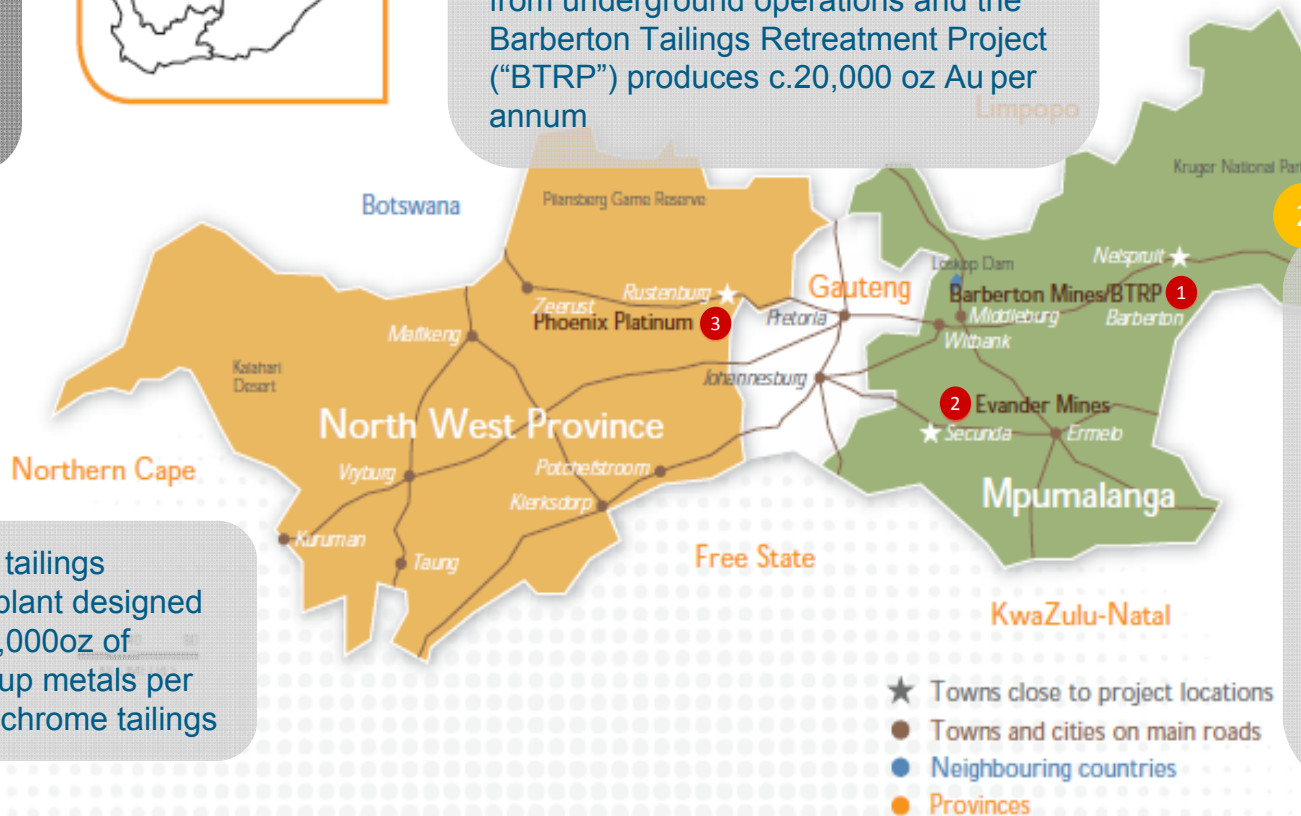 from underground operations and the
Barberton Tailings Retreatment Project
(“BTRP”) produces c.20,000 oz Au per
annum
Limpopo
Kruger National Par
Botswana
Pilansberg Game Reserve
2
Nelspruit
Loskop Dam
Gauteng
Barberton Mines/BTRP 1
Rustenburg
Zeerust
Phoenix Platinum 3
Pretoria
Middleburg
Barberton
Mafikeng
Witbank
Kalahari
Desert
Johannesburg
2 Evander Mines
North West Province
Secunda
Ermelo
Northern Cape
Vryburg
Potchefstroom
Klerksdorp
Mpumalanga
Kuruman
Free State
Taung
tailings
plant designed
,000oz of
up metals per
chrome tailings
KwaZulu-Natal
Towns close to project locations
Towns and cities on main roads
Neighbouring countries
Provinces